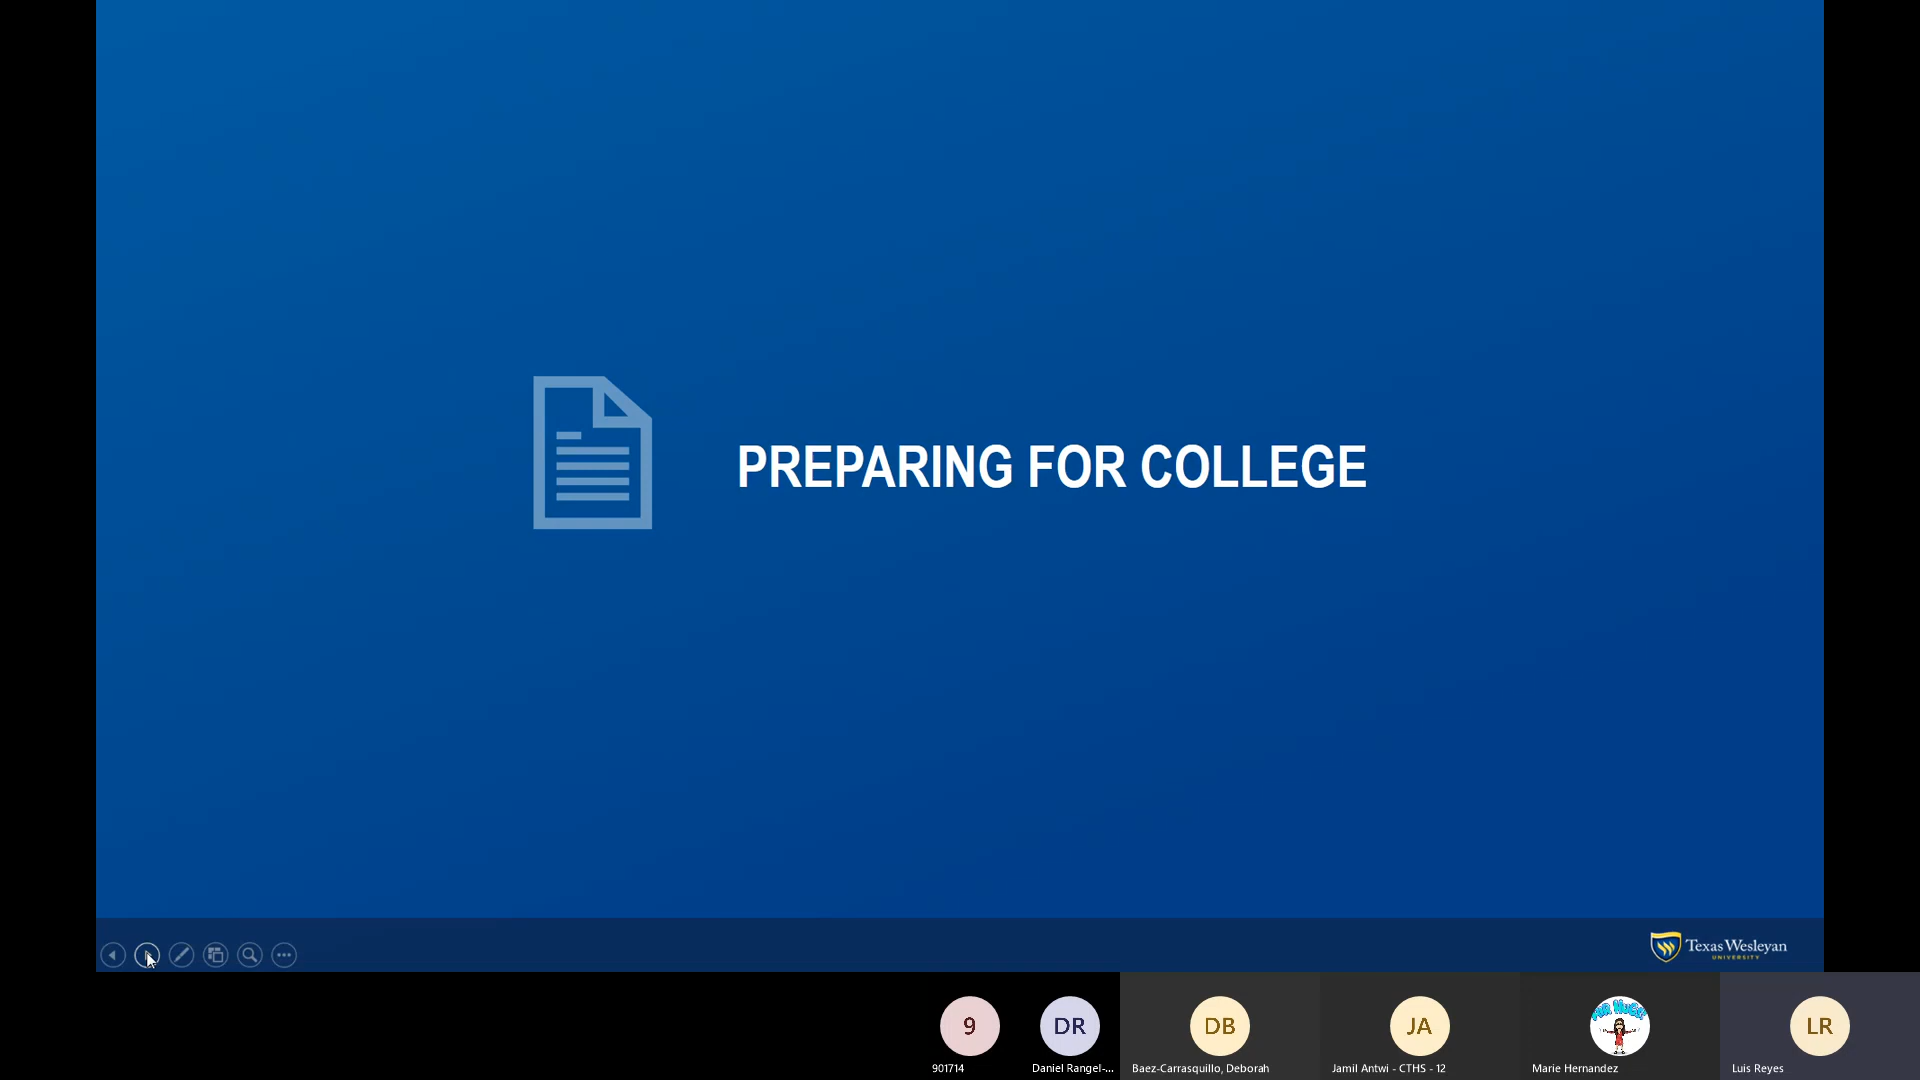 PREPARING FOR COLLEGE
Texas Wesleyan
UNIVERSITY
9
DR
DB
JA
LR
901714
Daniel Rangel-...
Baez-Carrasquillo, Deborah
Jamil Antwi - CTHS - 12
Marie Hernandez
Luis Reyes